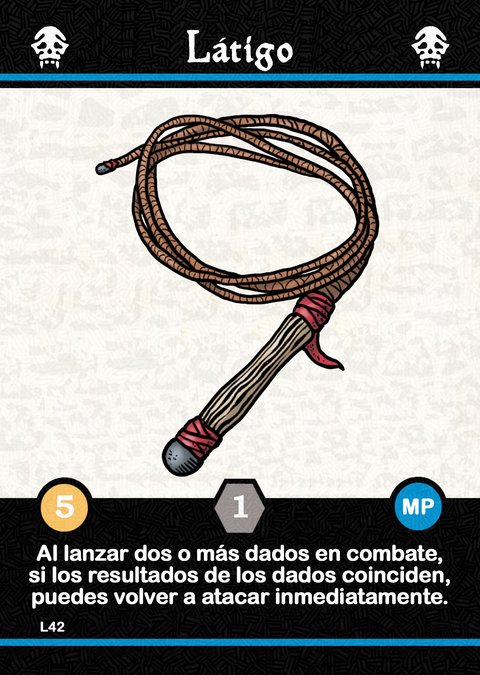 Látigo
5
1
MP
Al lanzar dos o más dados en combate,
si los resultados de los dados coinciden,
puedes volver a atacar inmediatamente.
L42